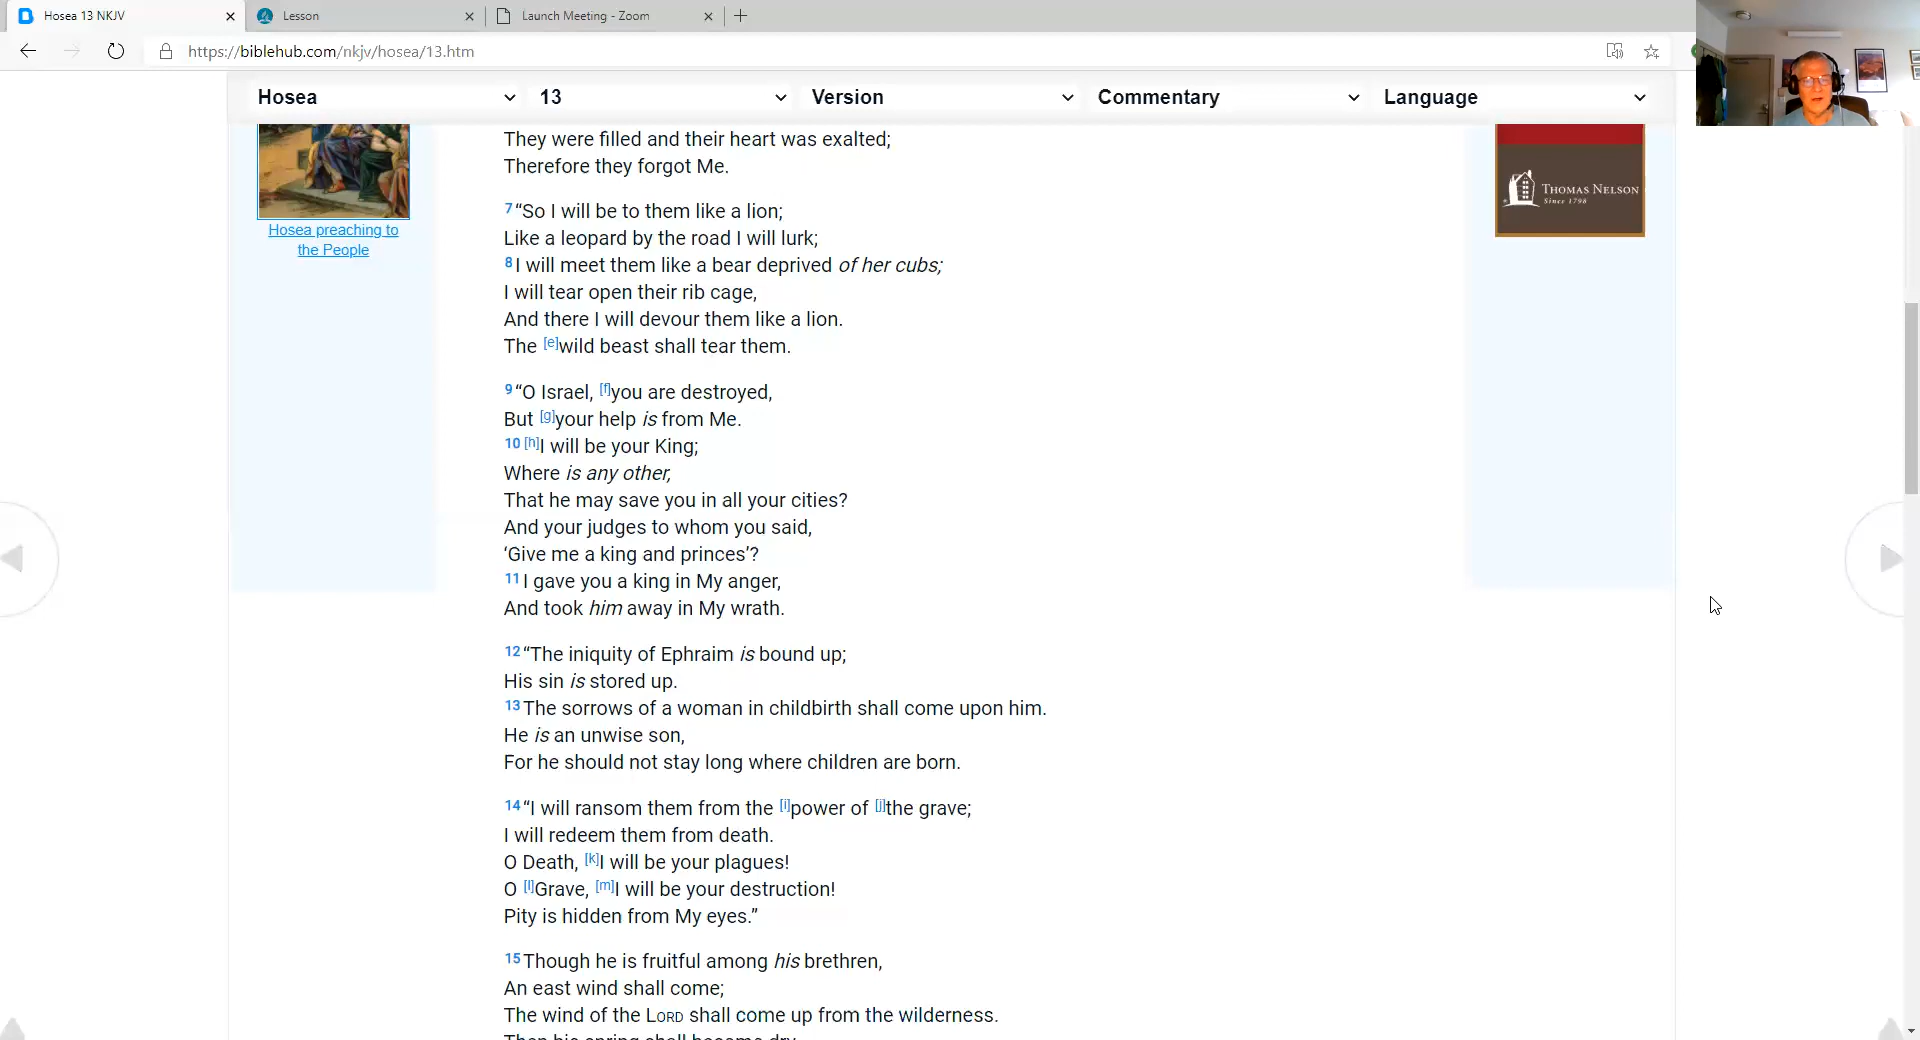 Hosea 13 NKJV
Lesson
Launch Meeting - Zoom
https://biblehub.com/nkjv/hosea/13.htm
Hosea 13 Version Commentary Language
They were filled and their heart was exalted;
Therefore they forgot Me.
7 “So I will be to them like a lion;
Like a leopard by the road I will lurk;
8 I will meet them like a bear deprived of her cubs;
I will tear open their rib cage,
And there I will devour them like a lion.
The [e]wild beast shall tear them.
9 “O Israel, [f]you are destroyed,
But [g]your help is from Me.
10 [h]I will be your King;
Where is any other,
That he may save you in all your cities?
And your judges to whom you said,
‘Give me a king and princes’?
11 I gave you a king in My anger,
And took him away in My wrath.
12 “The iniquity of Ephraim is bound up;
His sin is stored up.
13 The sorrows of a woman in childbirth shall come upon him.
He is an unwise son,
For he should not stay long where children are born.
14 “I will ransom them from the [i]power of [j]the grave;
I will redeem them from death.
O Death, [k]I will be your plagues!
O [l]Grave, [m]I will be your destruction!
Pity is hidden from My eyes.”
15 Though he is fruitful among his brethren,
An east wind shall come;
The wind of the LORD shall come up from the wilderness.
Then his spring shall become dry
Hosea preaching to
the People
THOMAS NELSON
Since 1798